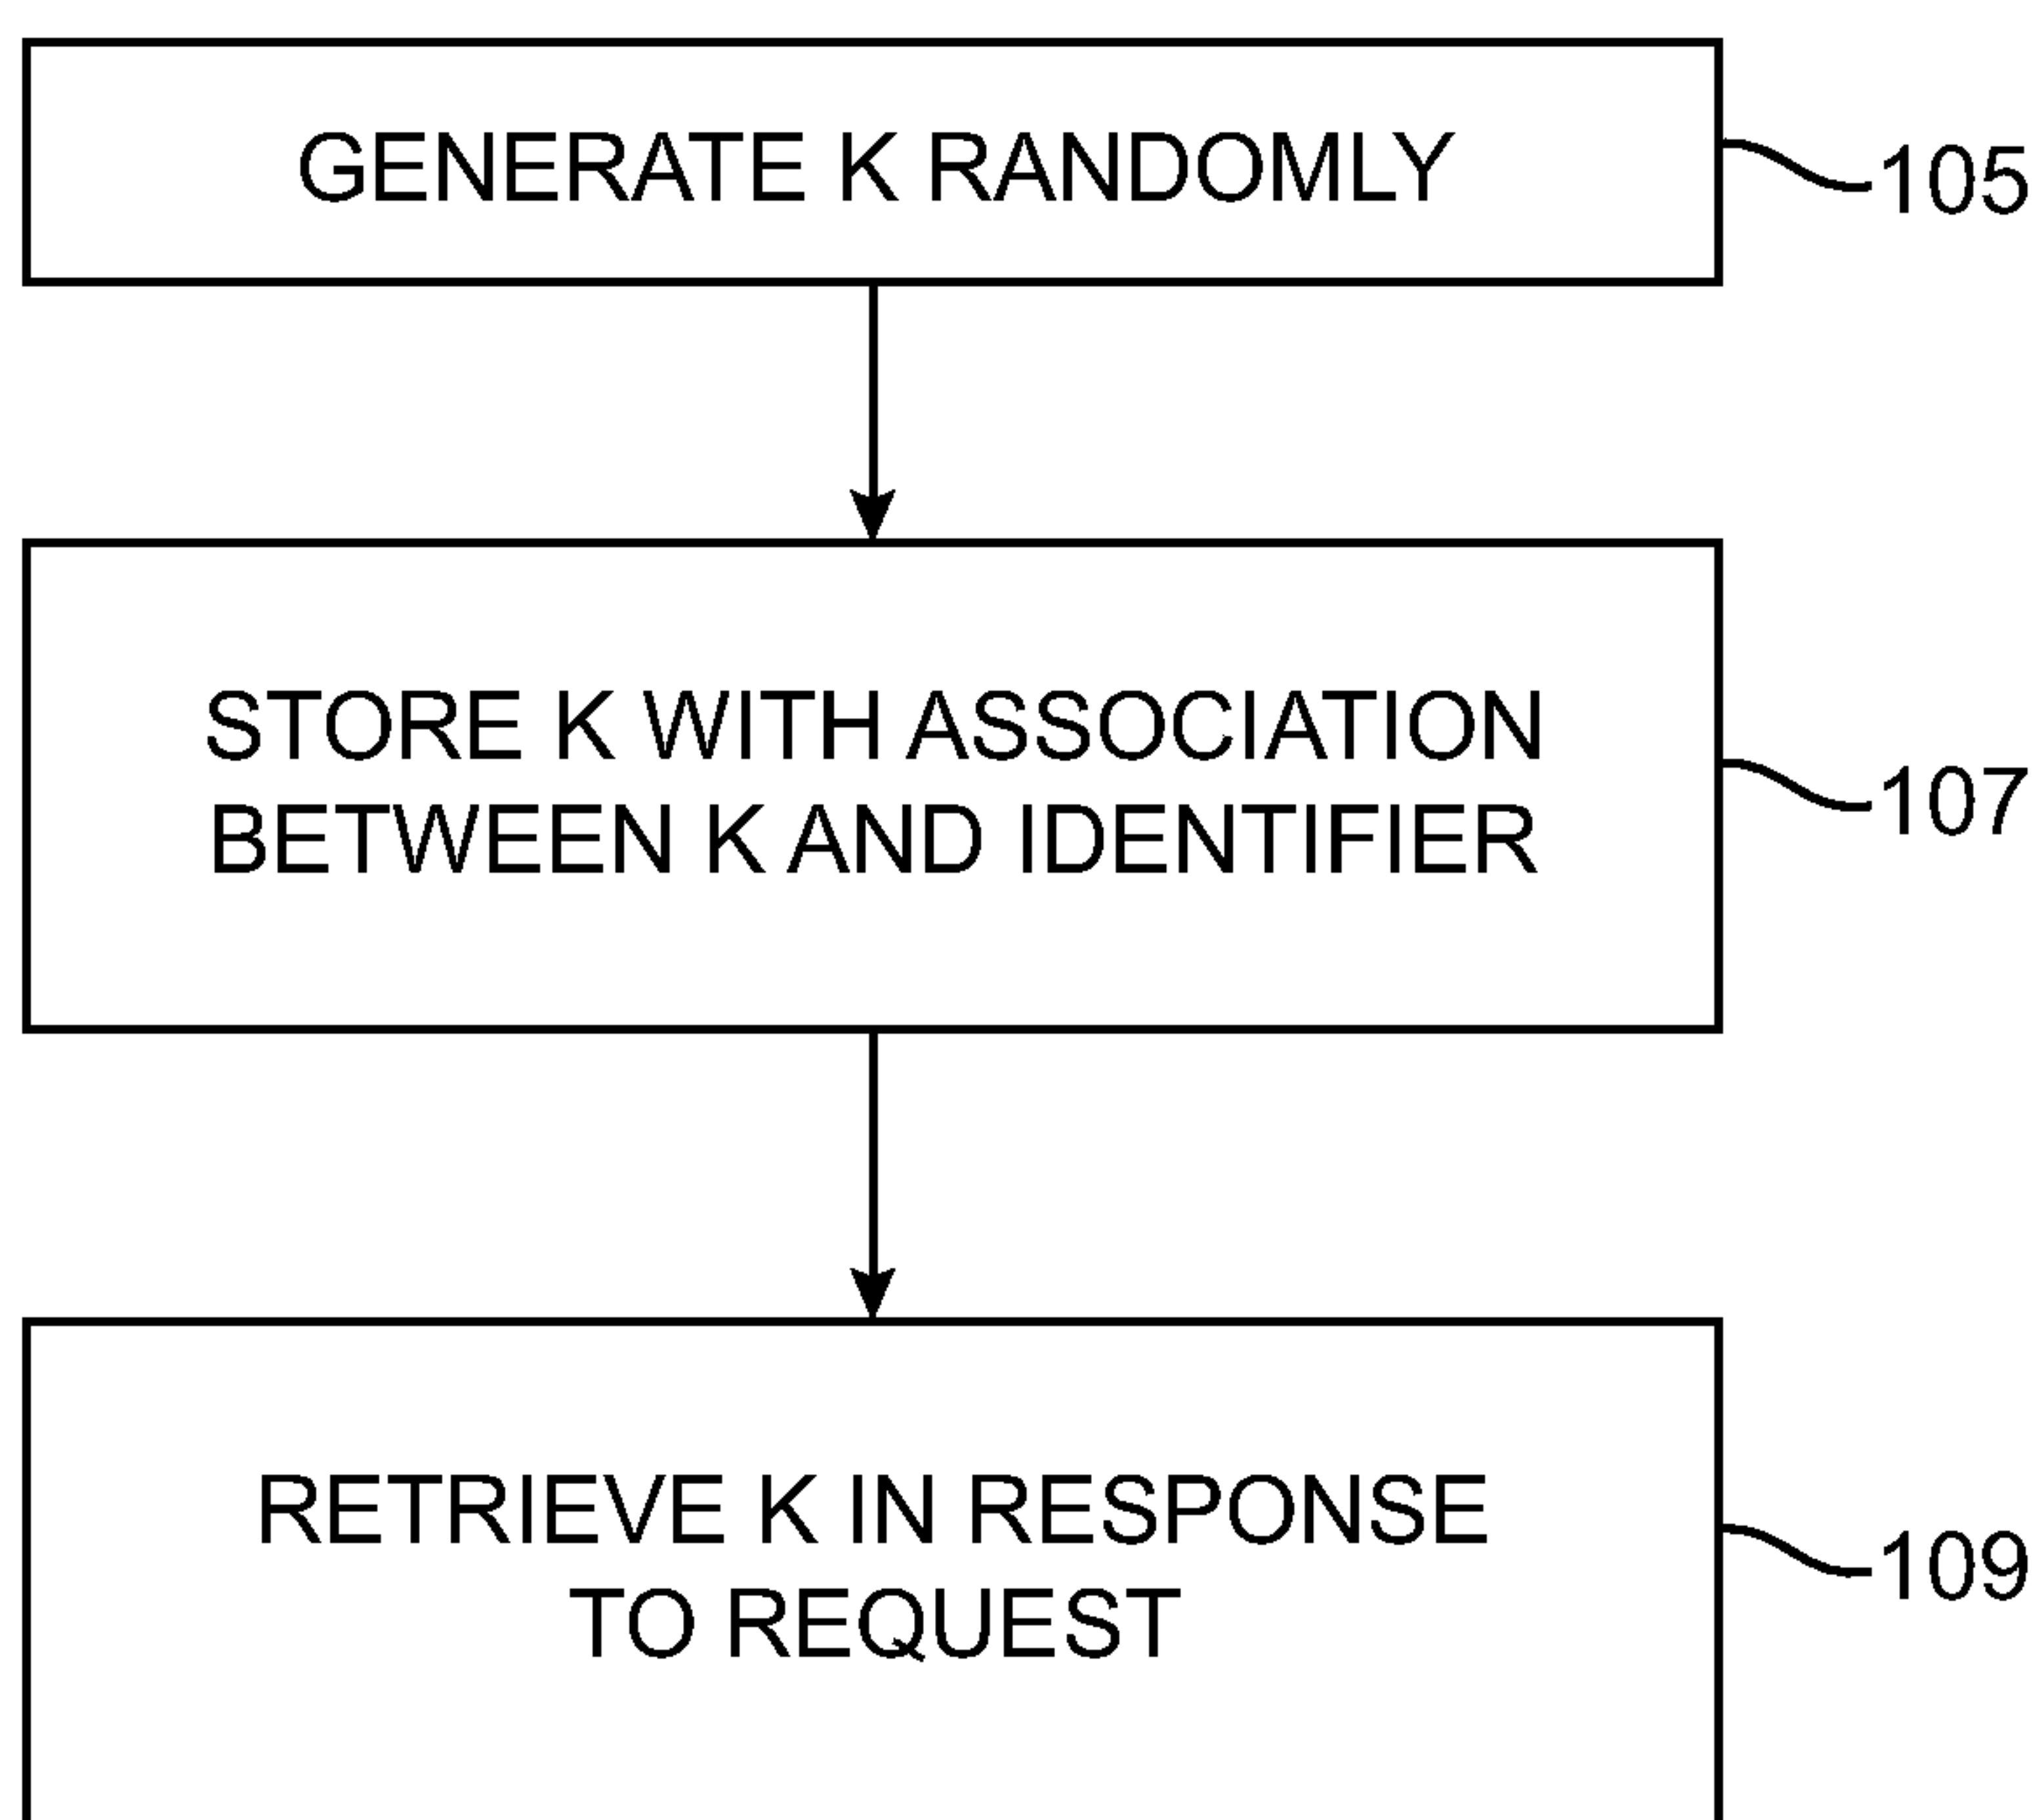 GENERATE K RANDOMLY
105
STORE K WITH ASSOCIATION
BETWEEN K AND IDENTIFIER
107
RETRIEVE K IN RESPONSE
TO REQUEST
109